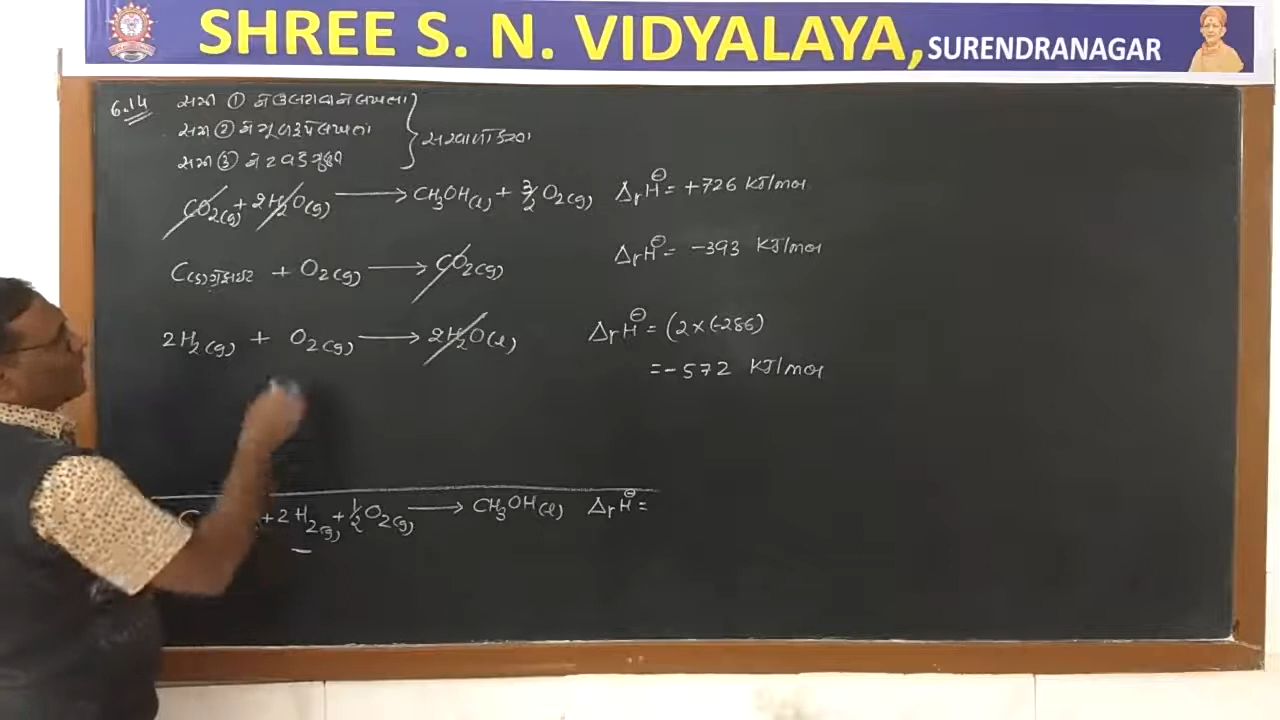 SHREE S. N. VIDYALAYA, SURENDRANAGAR
6.14
સમી ① ને ઉલટાવીને લખતા
સમી ② ને મૂળરૂપે લખતા
સમી ③ ને 2 વડે ગુણતા
સરવાળો કરતા
CO₂(g) + 2H₂O(g) ⟶ CH₃OH(l) + 3/2 O₂(g) ΔrH⊖ = +726 KJ/mol
C(s)ગ્રેફાઇટ + O₂(g) ⟶ CO₂(g) ΔrH⊖ = -393 KJ/mol
2H₂(g) + O₂(g) ⟶ 2H₂O(l) ΔrH⊖ = (2 × (-286)
= -572 KJ/mol
C + 2H₂(g) + 1/2 O₂(g) ⟶ CH₃OH(l) ΔrH⊖ =